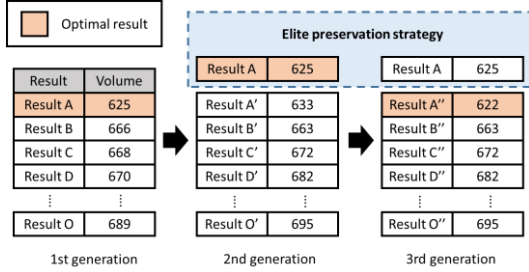 Optimal result
Elite preservation strategy
Result A 625
Result A 625
Result Volume
Result A 625
Result B 666
Result C 668
Result D 670
⋮ ⋮
Result O 689
1st generation
Result A' 633
Result B' 663
Result C' 672
Result D' 682
⋮ ⋮
Result O' 695
2nd generation
Result A'' 622
Result B'' 663
Result C'' 672
Result D'' 682
⋮ ⋮
Result O'' 695
3rd generation